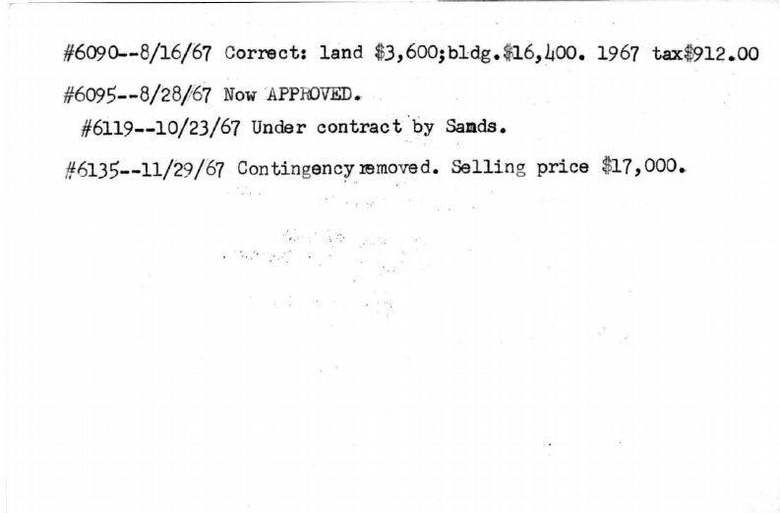 #6090--8/16/67 Correct: land $3,600;bldg.$16,400. 1967 tax$912.00
#6095--8/28/67 Now APPROVED.
#6119--10/23/67 Under contract by Sands.
#6135--11/29/67 Contingency removed. Selling price $17,000.